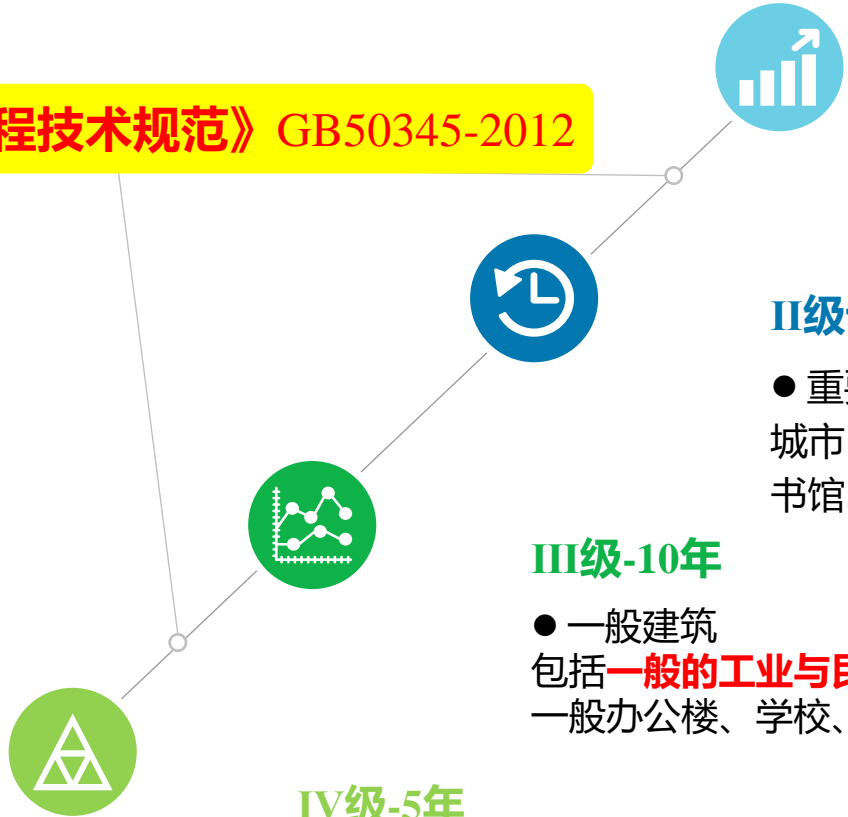 程技术规范》GB50345-2012
II级
● 重
城市
书馆
III级-10年
● 一般建筑
包括一般的工业与
一般办公楼、学校、
IV级-5年